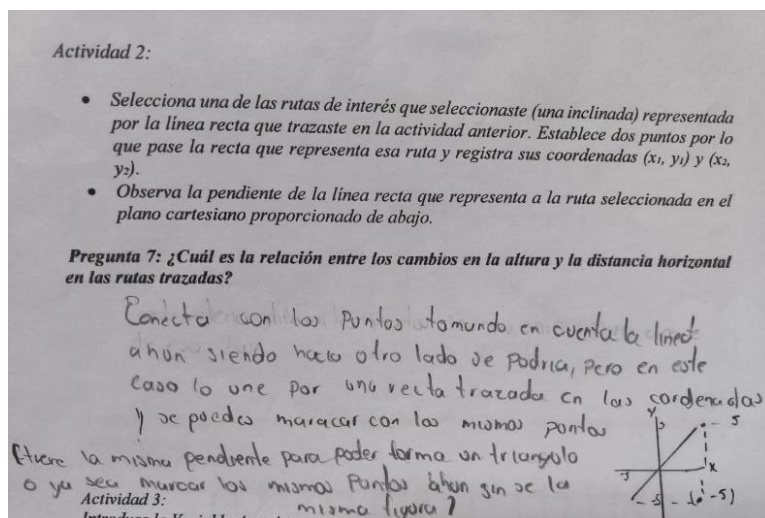 Actividad 2:
• Selecciona una de las rutas de interés que seleccionaste (una inclinada) representada
por la línea recta que trazaste en la actividad anterior. Establece dos puntos por lo
que pase la recta que representa esa ruta y registra sus coordenadas (x₁, y₁) y (x₂,
y₂).
• Observa la pendiente de la línea recta que representa a la ruta seleccionada en el
plano cartesiano proporcionado de abajo.
Pregunta 7: ¿Cuál es la relación entre los cambios en la altura y la distancia horizontal
en las rutas trazadas?
Conecta con los puntos tomando en cuenta la linea
ahun siendo hacia otro lado se podria, pero en este
caso lo une por una recta trazada en las cordenadas
y se puedes maracar con los mismos puntos
la misma pendiente para poder forma un triangulo
o ya sea marcar los mismos puntos ahun sin se la
misma figura
y
5
5
-5
x
-5
-5)
Actividad 3: